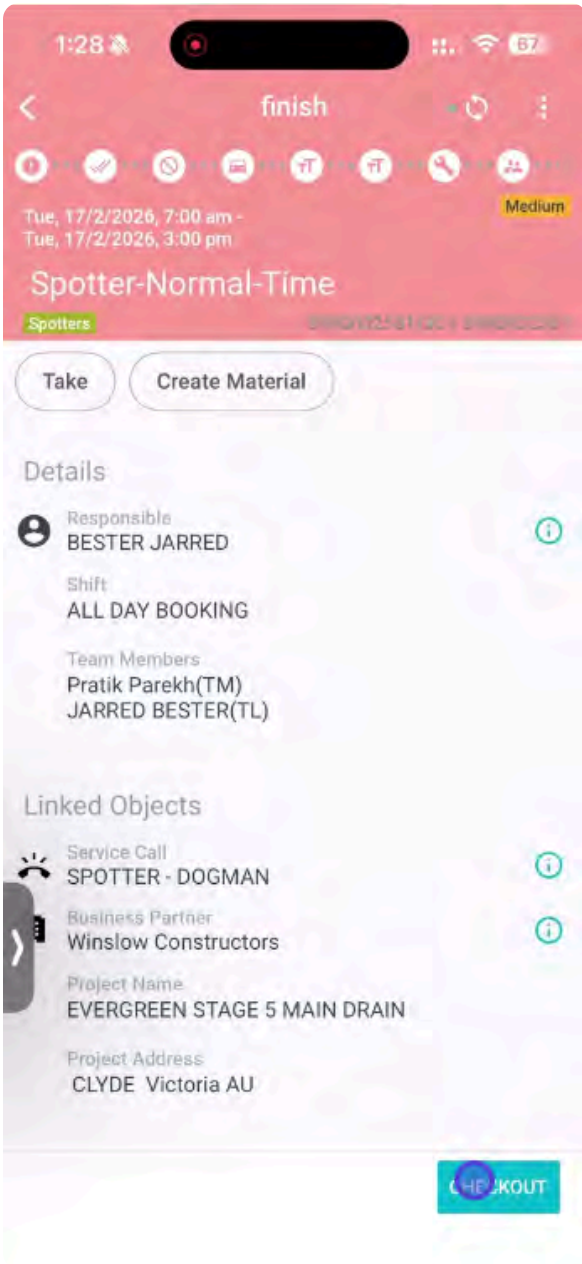 1:28
67
finish
Tue, 17/2/2026, 7:00 am -
Tue, 17/2/2026, 3:00 pm
Medium
Spotter-Normal-Time
Spotters
Take
Create Material
Details
Responsible
BESTER JARRED
Shift
ALL DAY BOOKING
Team Members
Pratik Parekh(TM)
JARRED BESTER(TL)
Linked Objects
Service Call
SPOTTER - DOGMAN
Business Partner
Winslow Constructors
Project Name
EVERGREEN STAGE 5 MAIN DRAIN
Project Address
CLYDE Victoria AU
CHECKOUT